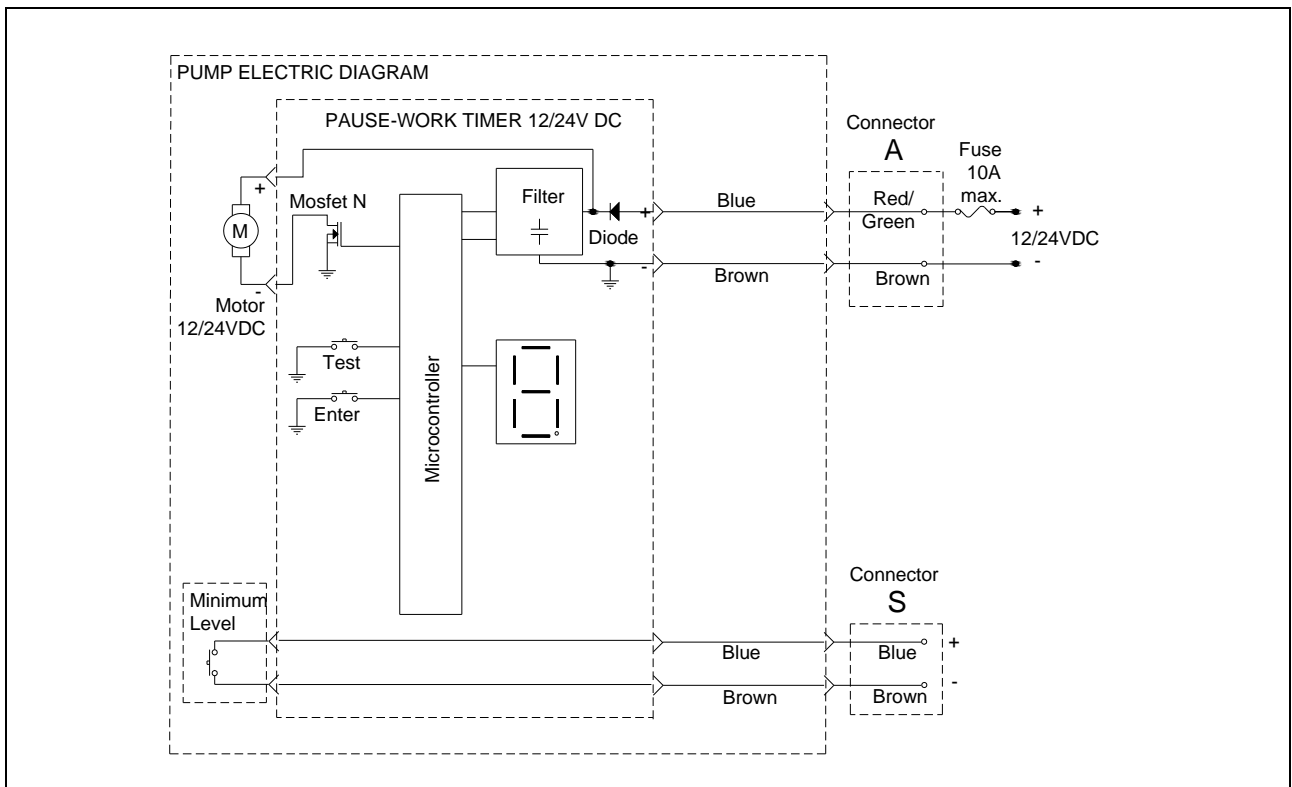 PUMP ELECTRIC DIAGRAM
PAUSE-WORK TIMER 12/24V DC
Connector
A
Fuse
10A
max.
+
Mosfet N
Filter
+
Diode
Blue
Red/
Green
+
12/24VDC
M
-
Brown
Brown
-
-
Motor
12/24VDC
Test
Enter
Microcontroller
Minimum
Level
Connector
S
Blue
Blue
+
Brown
Brown
-